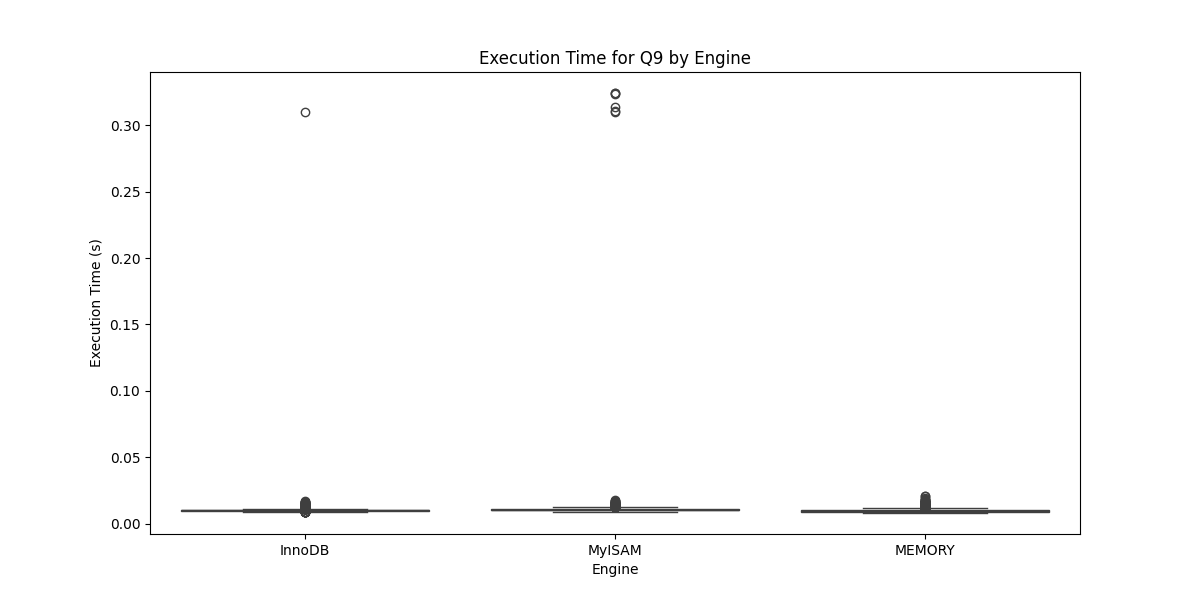 Execution Time for Q9 by Engine
Execution Time (s)
0.30
0.25
0.20
0.15
0.10
0.05
0.00
InnoDB
MyISAM
MEMORY
Engine